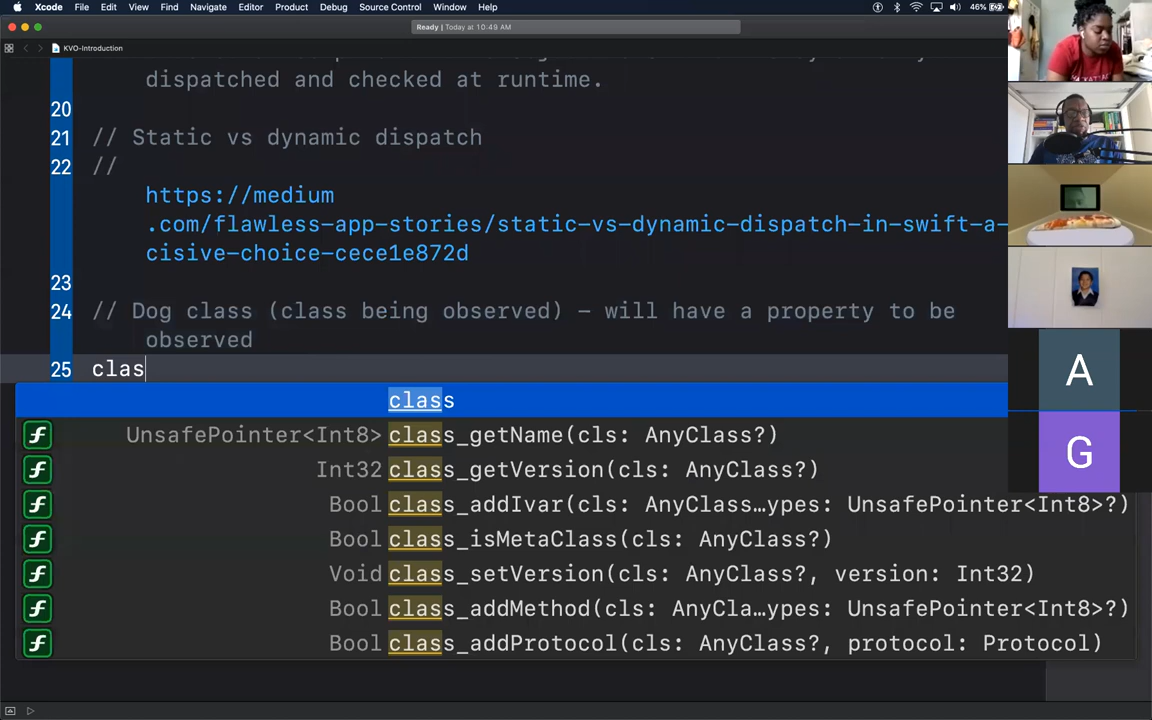 Xcode File Edit View Find Navigate Editor Product Debug Source Control Window Help 46%
Ready | Today at 10:49 AM
KVO-Introduction
dispatched and checked at runtime.
20
21 // Static vs dynamic dispatch
22 //
https://medium
.com/flawless-app-stories/static-vs-dynamic-dispatch-in-swift-a-
cisive-choice-cece1e872d
23
24 // Dog class (class being observed) – will have a property to be
observed
25 clas
class
f UnsafePointer<Int8> class_getName(cls: AnyClass?)
f Int32 class_getVersion(cls: AnyClass?)
f Bool class_addIvar(cls: AnyClass…ypes: UnsafePointer<Int8>?)
f Bool class_isMetaClass(cls: AnyClass?)
f Void class_setVersion(cls: AnyClass?, version: Int32)
f Bool class_addMethod(cls: AnyCla…ypes: UnsafePointer<Int8>?)
f Bool class_addProtocol(cls: AnyClass?, protocol: Protocol)
A
G